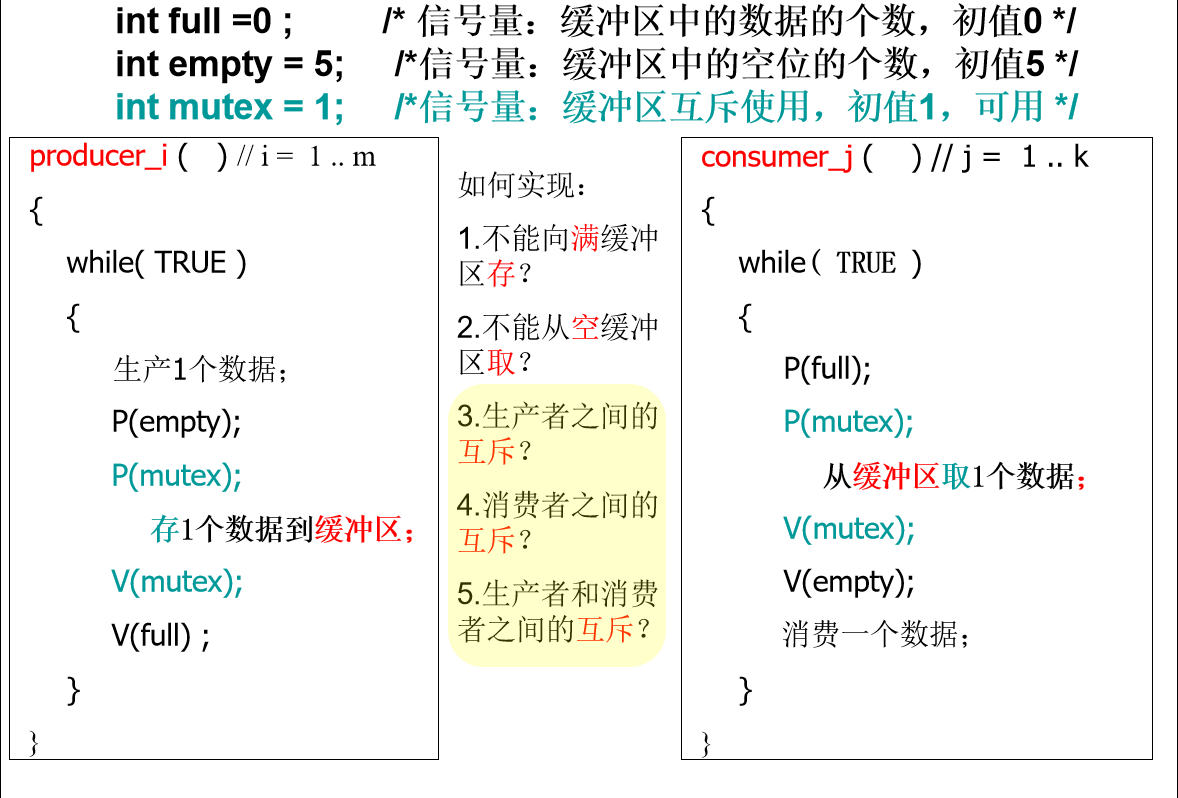 int full =0 ; /* 信号量：缓冲区中的数据的个数，初值0 */
int empty = 5; /*信号量：缓冲区中的空位的个数，初值5 */
int mutex = 1; /*信号量：缓冲区互斥使用，初值1，可用 */
producer_i ( ) // i = 1 .. m
{
while( TRUE )
{
生产1个数据；
P(empty);
P(mutex);
存1个数据到缓冲区；
V(mutex);
V(full) ;
}
}
如何实现：
1.不能向满缓冲
区存？
2.不能从空缓冲
区取？
3.生产者之间的
互斥？
4.消费者之间的
互斥？
5.生产者和消费
者之间的互斥？
consumer_j ( ) // j = 1 .. k
{
while( TRUE )
{
P(full);
P(mutex);
从缓冲区取1个数据；
V(mutex);
V(empty);
消费一个数据；
}
}